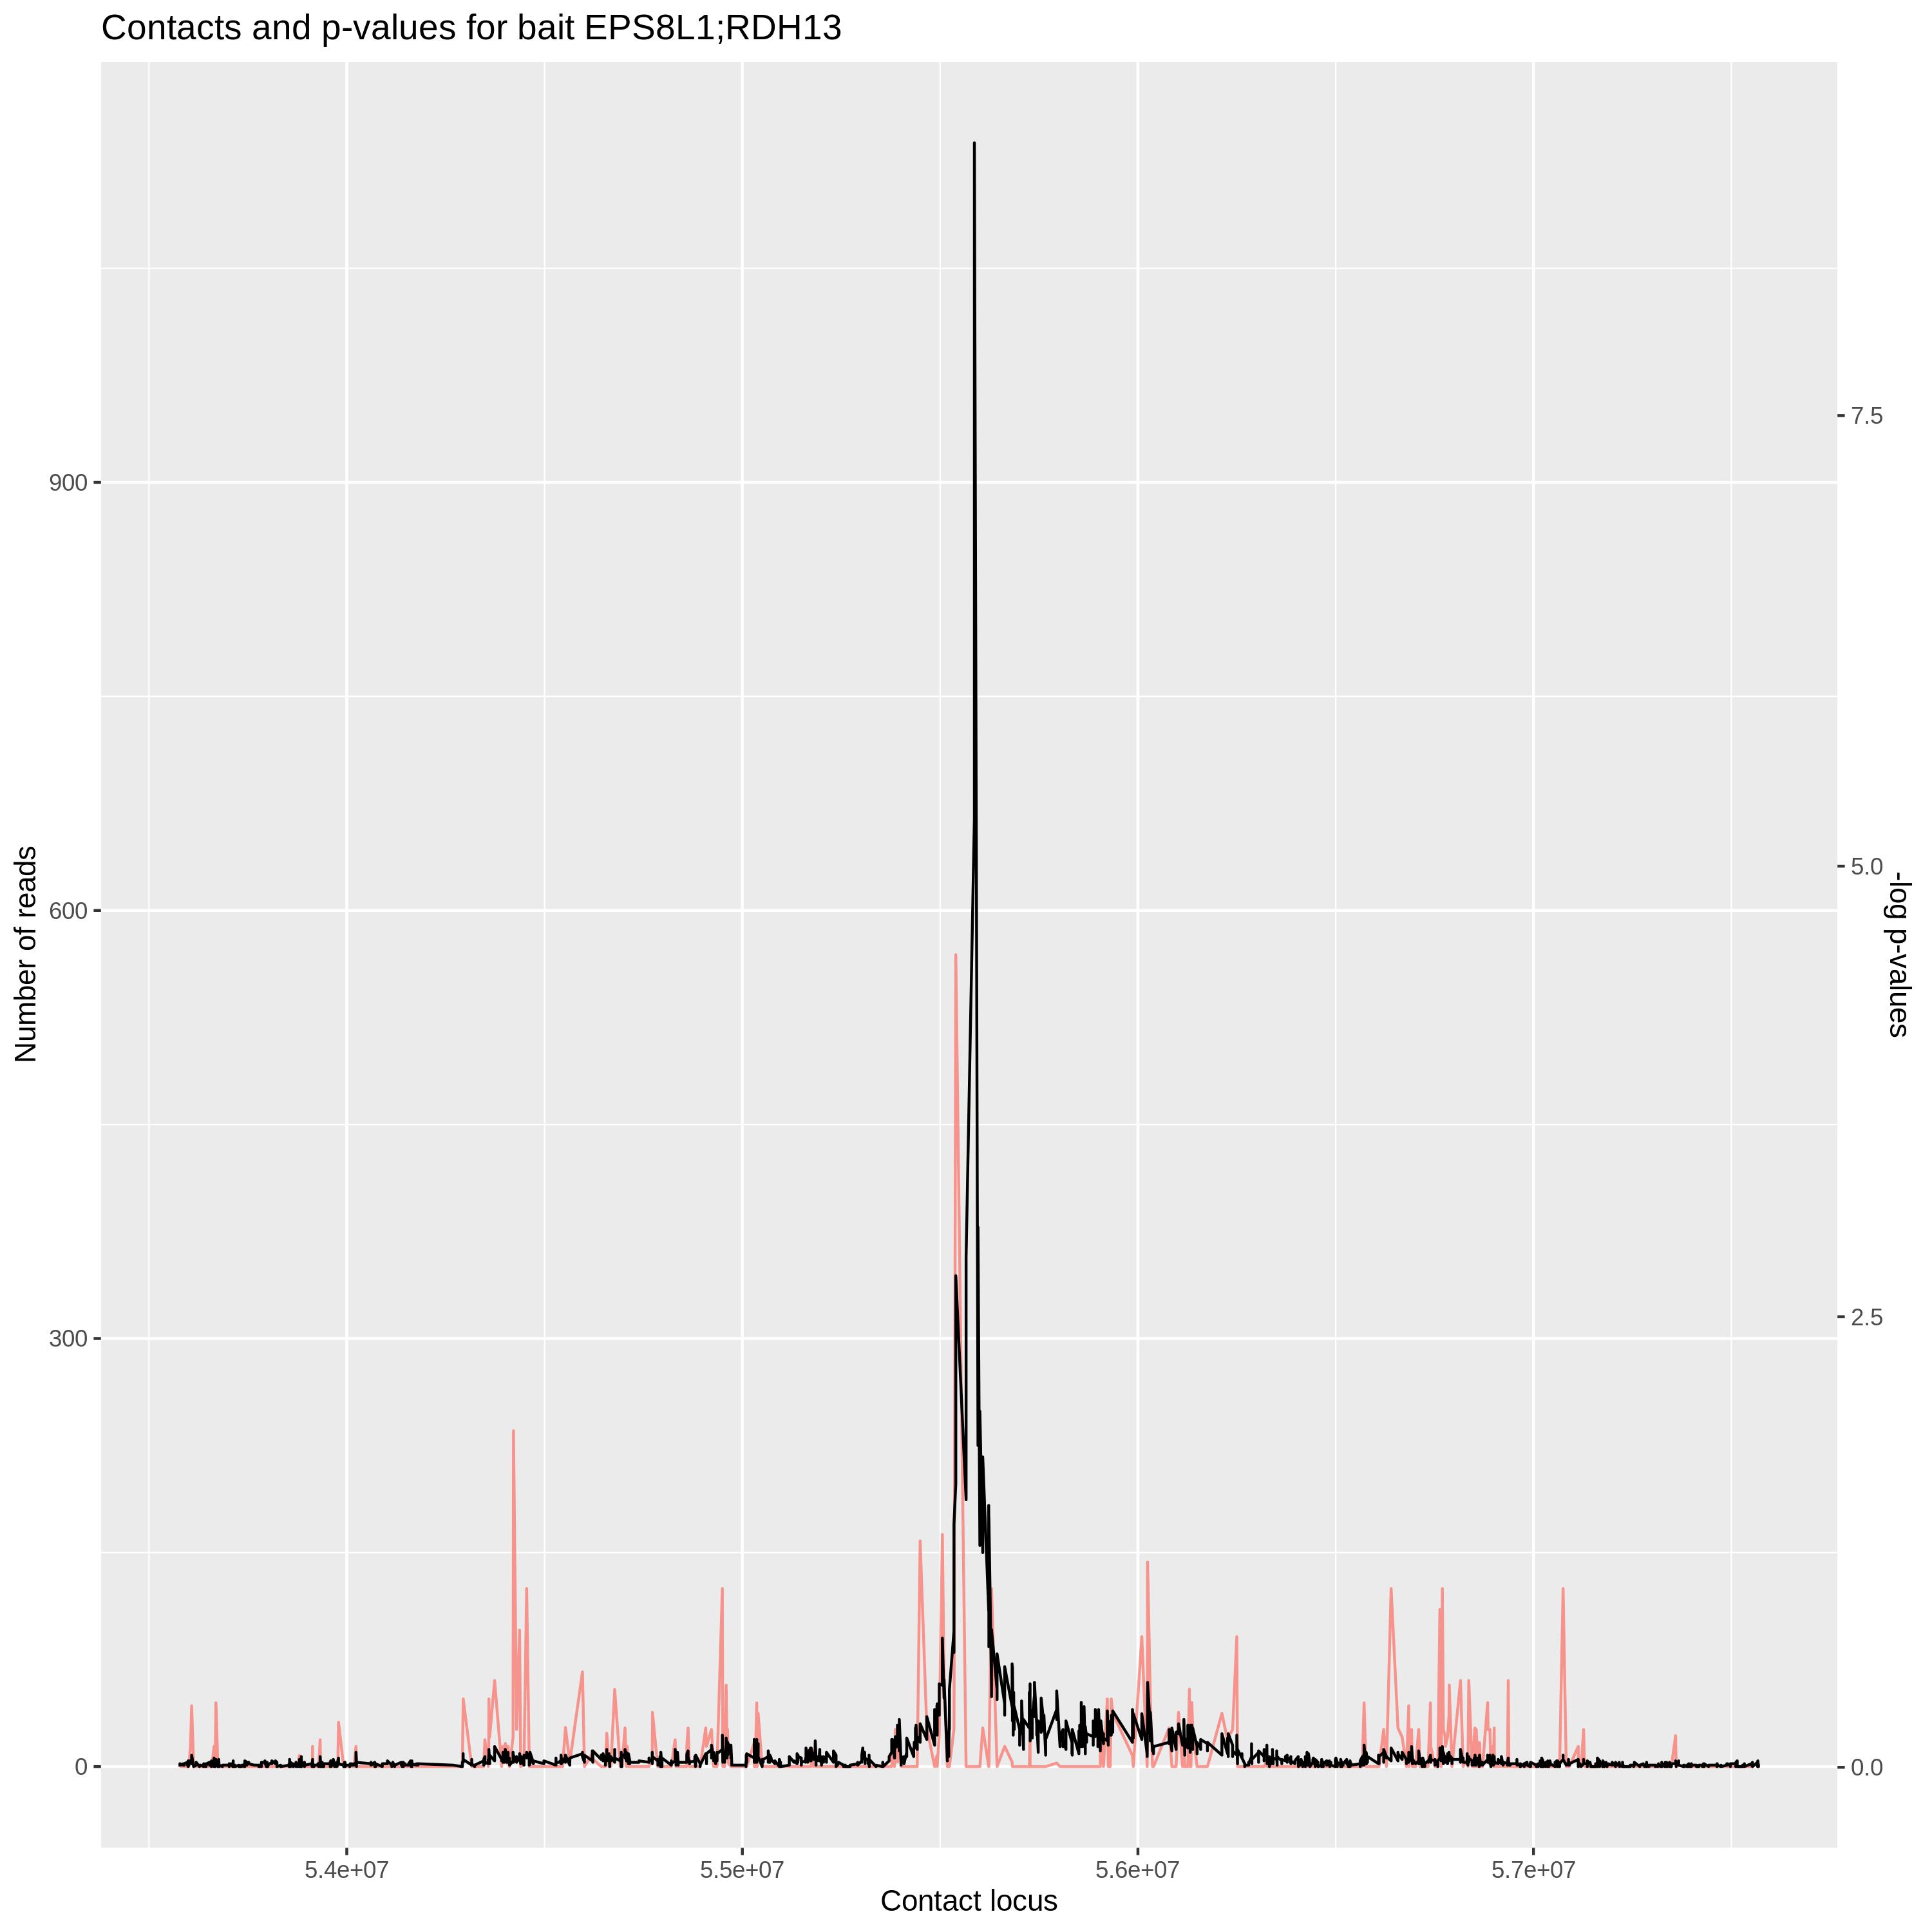 Contacts and p-values for bait EPS8L1;RDH13
Number of reads
900
600
300
0
7.5
5.0
2.5
0.0
-log p-values
5.4e+07
5.5e+07
5.6e+07
5.7e+07
Contact locus